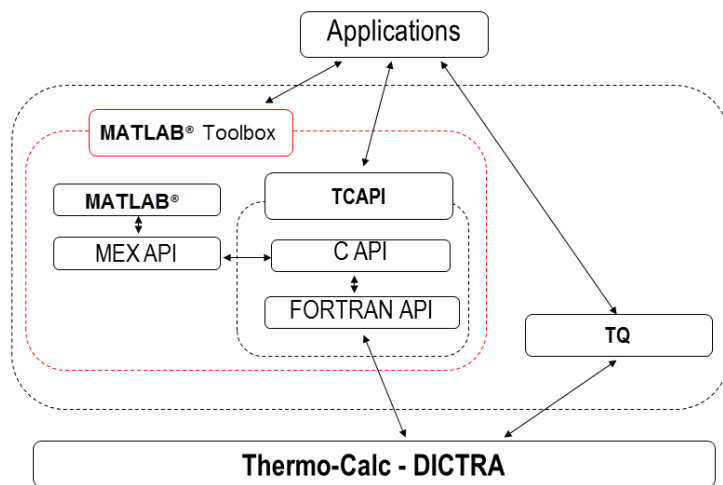 Applications
MATLAB® Toolbox
MATLAB®
TCAPI
MEX API
C API
FORTRAN API
TQ
Thermo-Calc - DICTRA